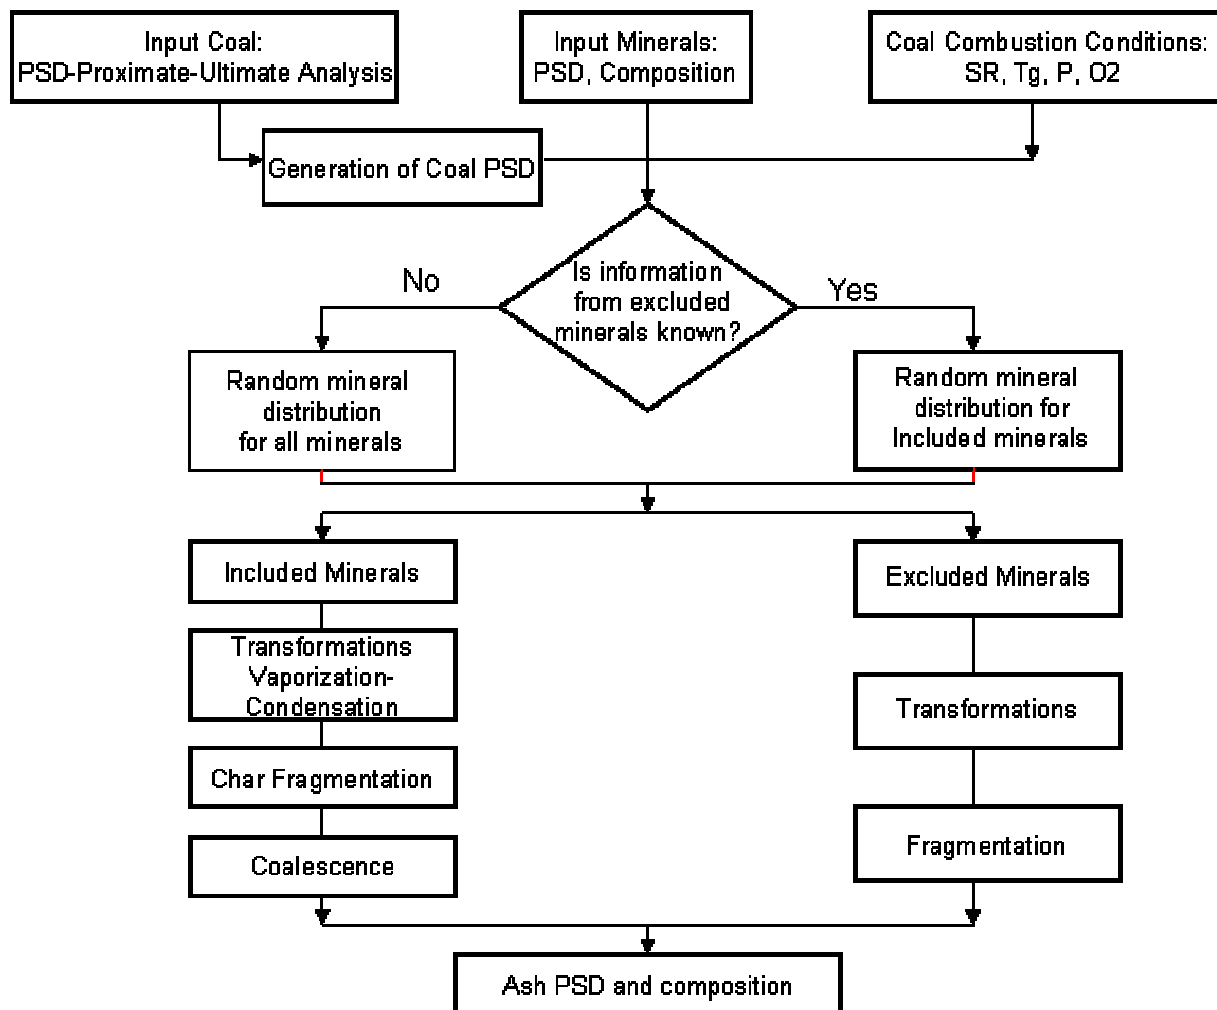 Input Coal:
PSD-Proximate-Ultimate Analysis
Input Minerals:
PSD, Composition
Coal Combustion Conditions:
SR, Tg, P, O2
Generation of Coal PSD
Is information
from excluded
minerals known?
No
Yes
Random mineral
distribution
for all minerals
Random mineral
distribution for
Included minerals
Included Minerals
Excluded Minerals
Transformations
Vaporization-
Condensation
Transformations
Char Fragmentation
Fragmentation
Coalescence
Ash PSD and composition